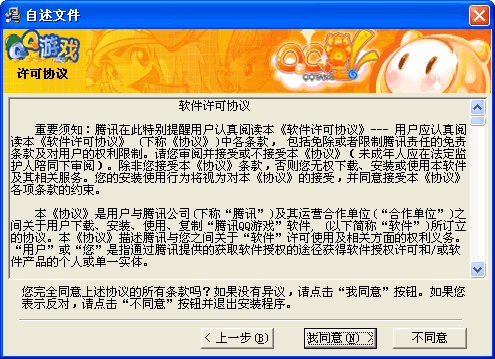 自述文件
QQ游戏
许可协议
QQ堂
QQTANG
软件许可协议
重要须知：腾讯在此特别提醒用户认真阅读本《软件许可协议》--- 用户应认真阅
读本《软件许可协议》（下称《协议》)中各条款， 包括免除或者限制腾讯责任的免责
条款及对用户的权利限制。请您审阅并接受或不接受本《协议》（未成年人应在法定监
护人陪同下审阅）。除非您接受本《协议》条款，否则您无权下载、安装或使用本软件
及其相关服务。您的安装使用行为将视为对本《协议》的接受，并同意接受本《协议》
各项条款的约束。
本《协议》是用户与腾讯公司(下称“腾讯”)及其运营合作单位(“合作单位”)之
间关于用户下载、安装、使用、复制“腾讯QQ游戏”软件， (以下简称“软件”)所订立
的协议。本《协议》描述腾讯与您之间关于“软件”许可使用及相关方面的权利义务。
“用户”或“您”是指通过腾讯提供的获取软件授权的途径获得软件授权许可和/或软
件产品的个人或单一实体。
您完全同意上述协议的所有条款吗？如果没有异议，请点击“我同意”按钮。如果您
表示反对，请点击“不同意”按钮并退出安装程序。
< 上一步(B)
我同意(N) >
不同意